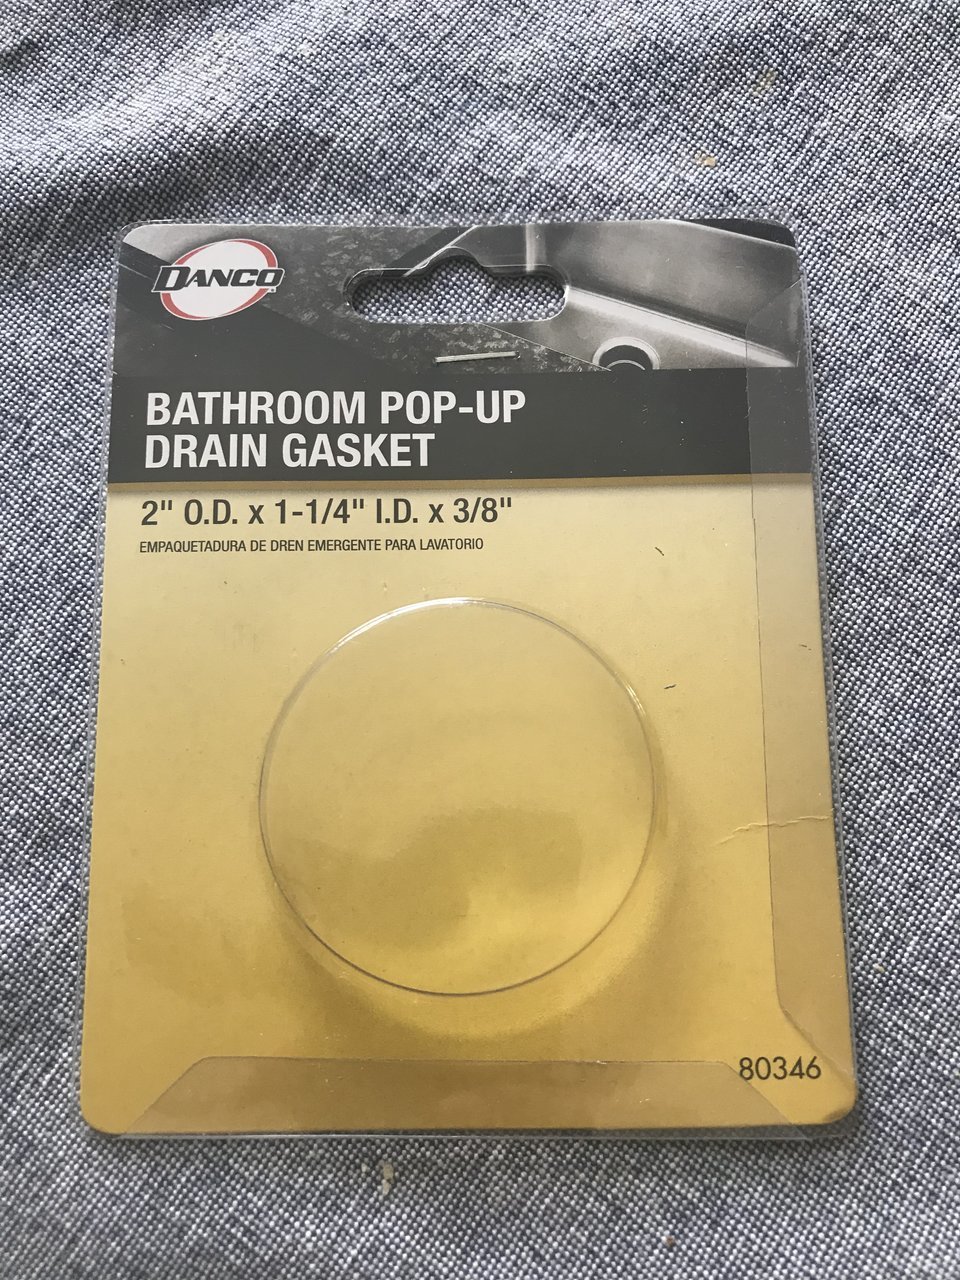 DANCO
BATHROOM POP-UP
DRAIN GASKET
2" O.D. x 1-1/4" I.D. x 3/8"
EMPAQUETADURA DE DREN EMERGENTE PARA LAVATORIO
80346